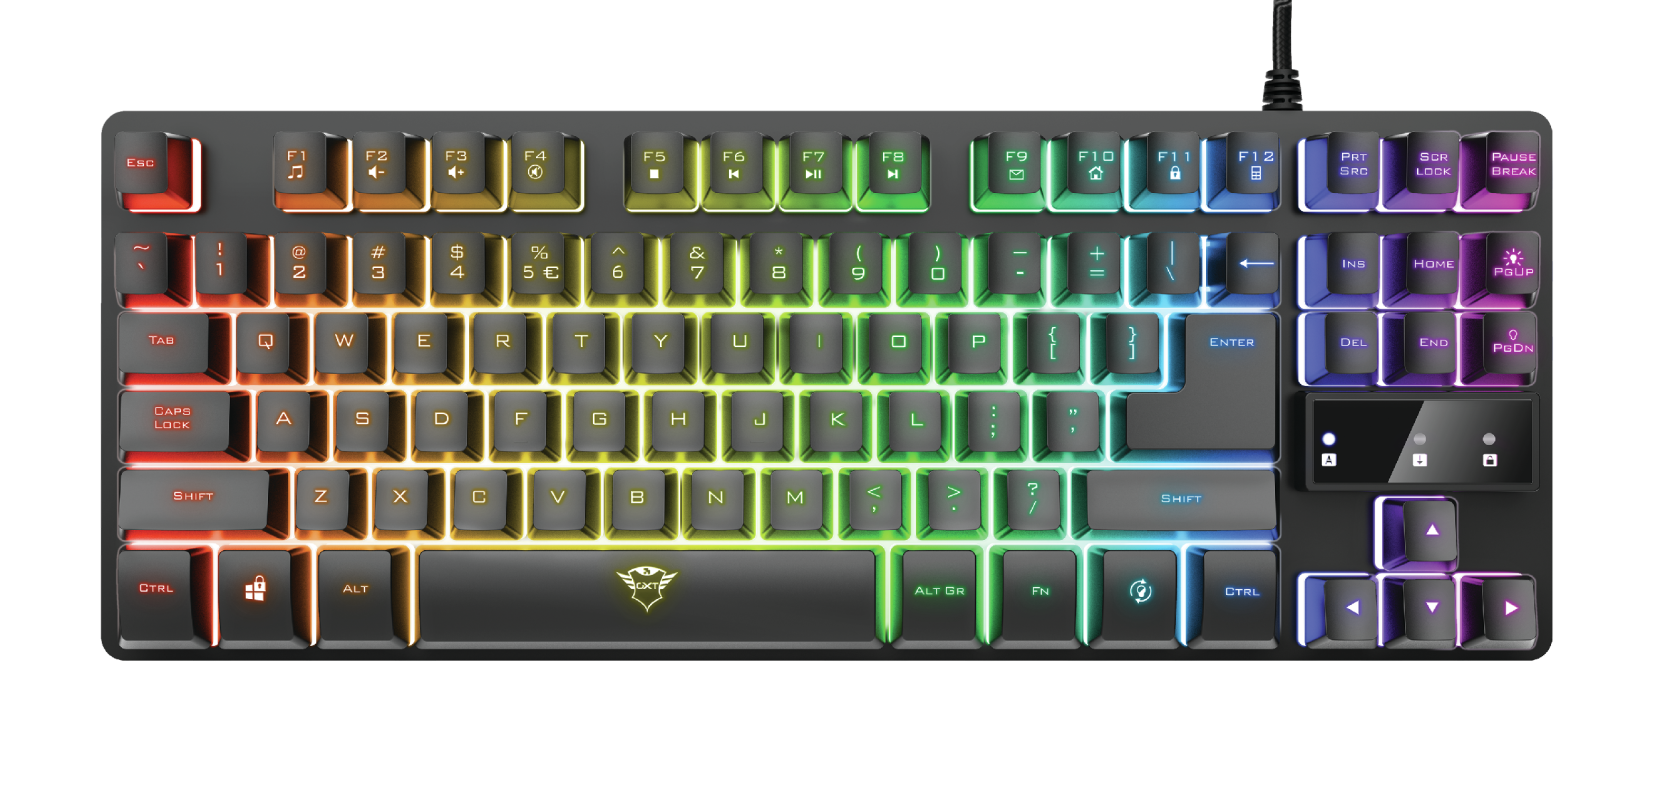 Esc F1 F2 F3 F4 F5 F6 F7 F8 F9 F10 F11 F12 PRT SCR PAUSE
SRC LOCK BREAK
~ ! @ # $ % ^ & * ( ) _ + |
` 1 2 3 4 5 € 6 7 8 9 0 - = \ ← INS HOME PGUP
TAB Q W E R T Y U I O P { }
[ ] ENTER DEL END PGDN
CAPS
LOCK A S D F G H J K L : "
; '
A
SHIFT Z X C V B N M < > ?
, . / SHIFT
CTRL ALT GXT ALT GR FN CTRL